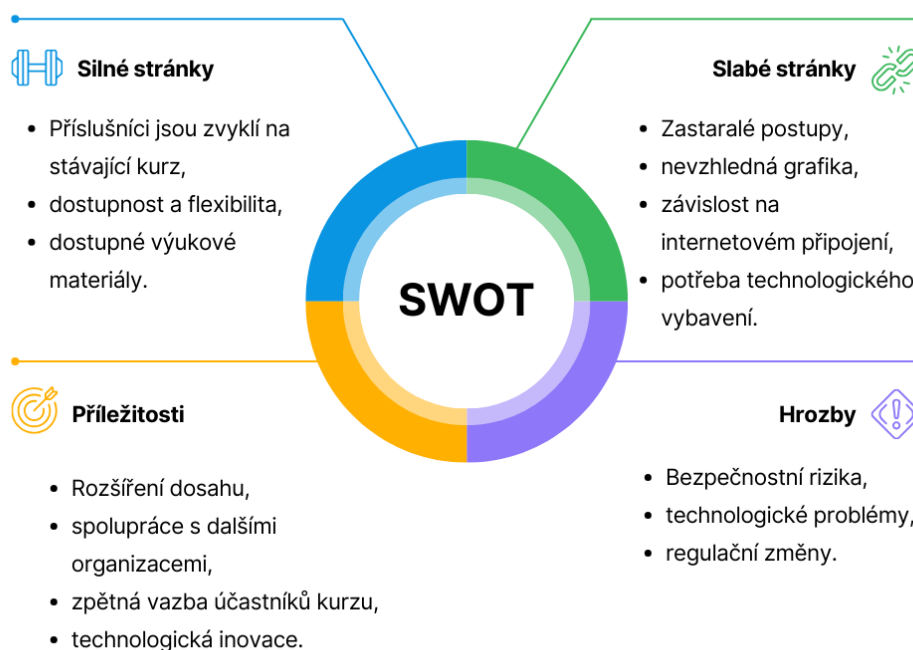 Silné stránky
Příslušníci jsou zvyklí na
stávající kurz,
dostupnost a flexibilita,
dostupné výukové
materiály.
Slabé stránky
Zastaralé postupy,
nevzhledná grafika,
závislost na
internetovém připojení,
potřeba technologického
vybavení.
SWOT
Příležitosti
Rozšíření dosahu,
spolupráce s dalšími
organizacemi,
zpětná vazba účastníků kurzu,
technologická inovace.
Hrozby
Bezpečnostní rizika,
technologické problémy,
regulační změny.